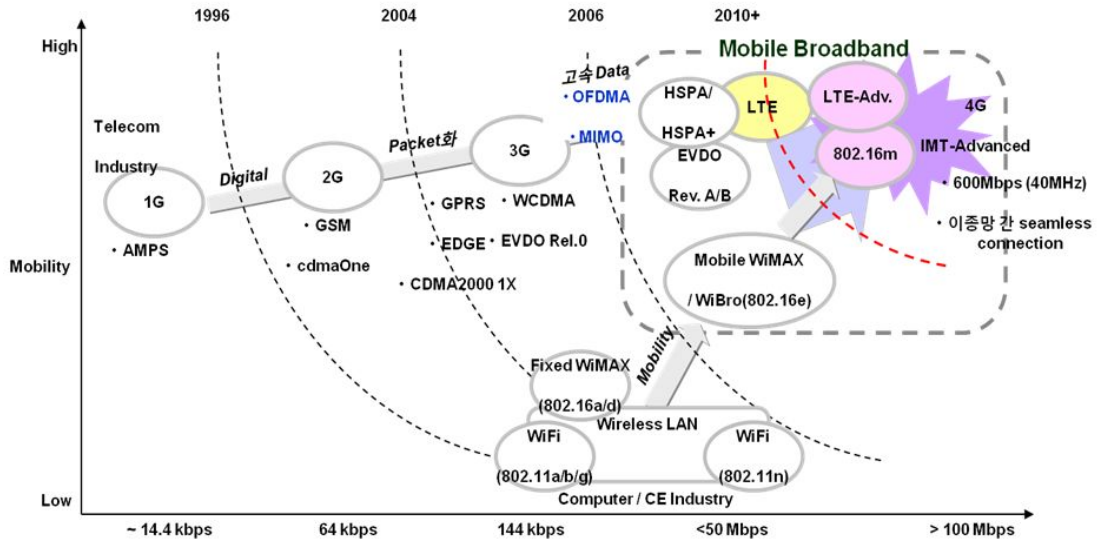 1996
2004
2006
2010+
High
Mobile Broadband
고속 Data
• OFDMA
• MIMO
HSPA/
HSPA+
LTE
LTE-Adv.
4G
IMT-Advanced
802.16m
• 600Mbps (40MHz)
• 이종망 간 seamless
connection
EVDO
Rev. A/B
Telecom
Industry
1G
• AMPS
Digital
2G
• GSM
• cdmaOne
Packet화
3G
• GPRS
• EDGE
• CDMA2000 1X
• WCDMA
• EVDO Rel.0
Mobility
Mobile WiMAX
/ WiBro(802.16e)
Mobility
Fixed WiMAX
(802.16a/d)
Wireless LAN
WiFi
(802.11a/b/g)
WiFi
(802.11n)
Computer / CE Industry
Low
~ 14.4 kbps
64 kbps
144 kbps
<50 Mbps
> 100 Mbps